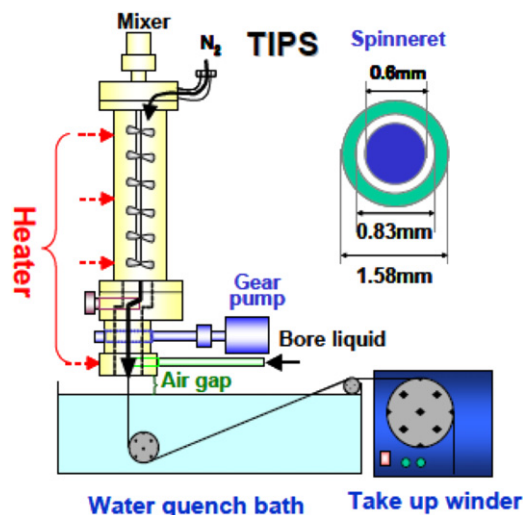 Mixer
N₂
TIPS
Spinneret
0.6mm
0.83mm
1.58mm
Heater
Gear
pump
Bore liquid
Air gap
Water quench bath
Take up winder